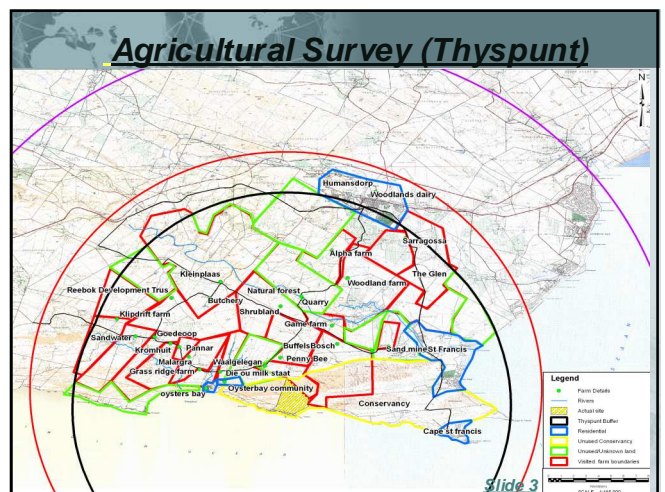 Agricultural Survey (Thyspunt)
N
Humansdorp
Woodlands dairy
Sarragossa
Alpha farm
The Glen
Kleinplaas
Natural forest
Woodland farm
Reebok Development Trus
Butchery
Quarry
Shrubland
Klipdrift farm
Game farm
Goedeoop
Sandwater
Kromhuit
Pannar
BuffelsBosch
Sand mine
St Francis
Malargra
Waalgelegan
PennyBee
Grass ridge farm
Die ou milk staat
oysters bay
Oysterbay community
Conservancy
Cape st francis
Legend
Farm Details
Rivers
Actual site
Thyspunt Buffer
Residential
Unused Conservancy
Unused/Unknown land
Visited farm boundaries
Slide 3